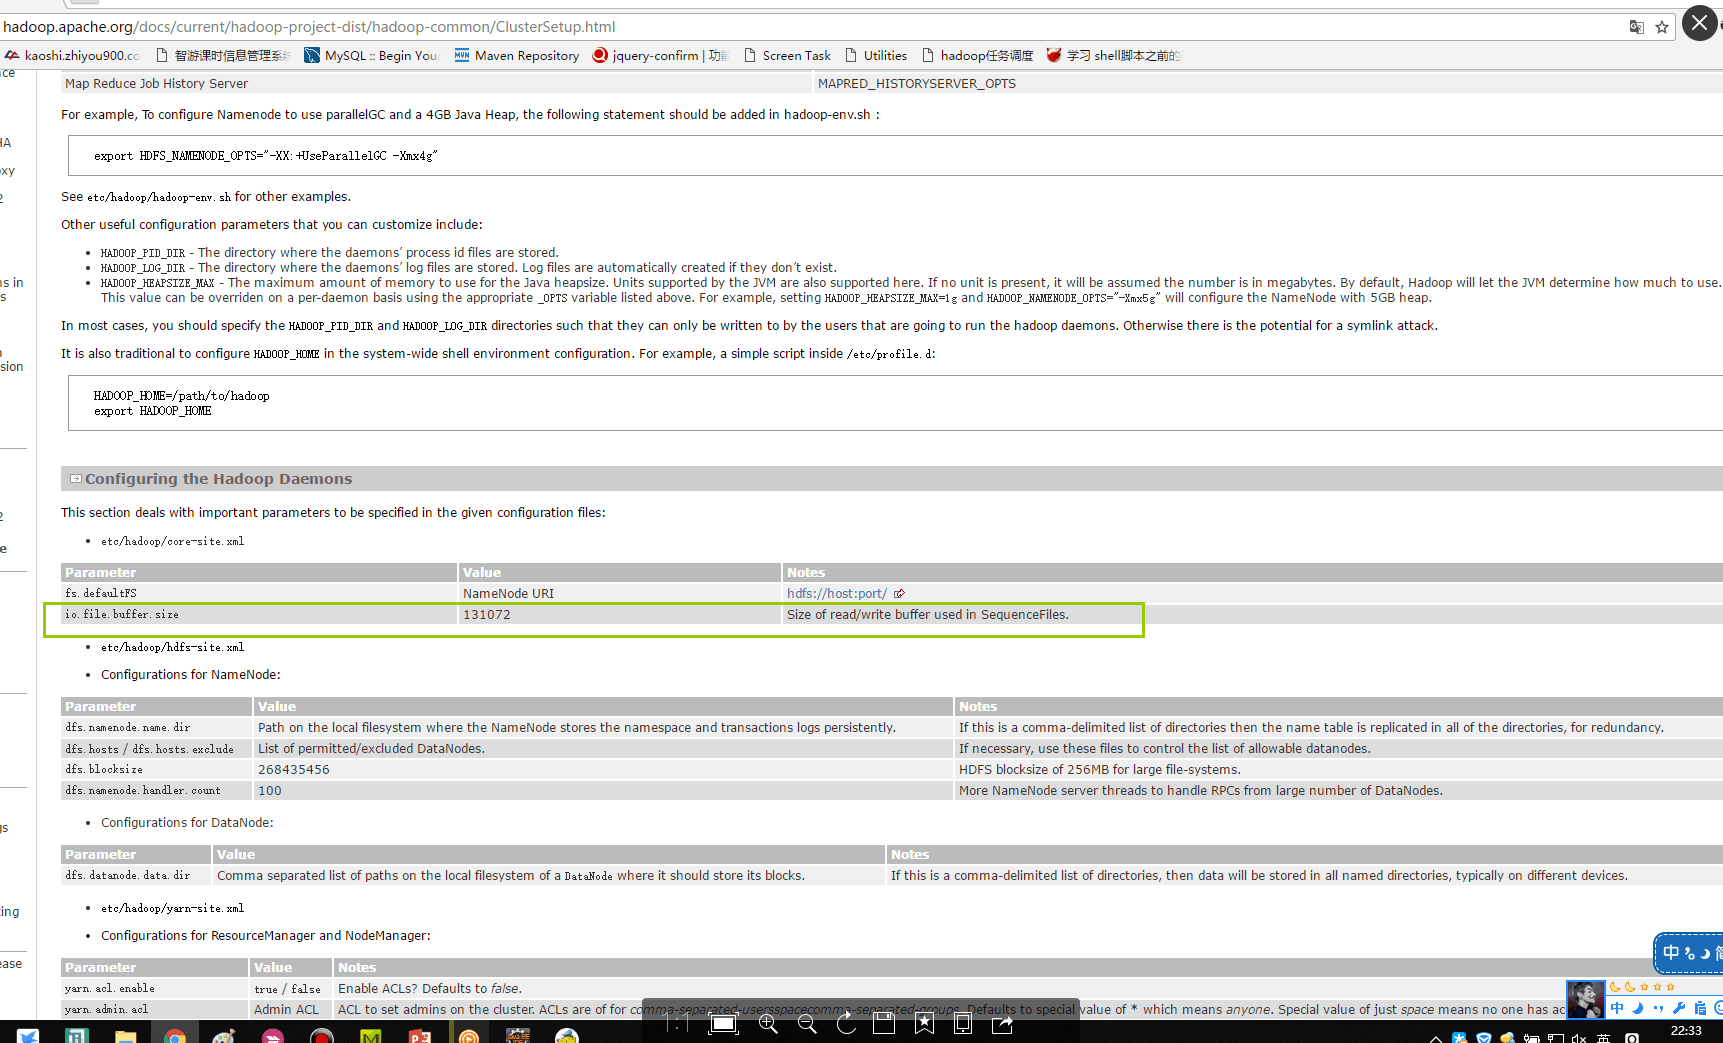 hadoop.apache.org/docs/current/hadoop-project-dist/hadoop-common/ClusterSetup.html
kaoshi.zhiyou900.co 智游课时信息管理系 MySQL :: Begin You Maven Repository jquery-confirm | 功 Screen Task Utilities hadoop任务调度 学习 shell脚本之前的
Map Reduce Job History Server MAPRED_HISTORYSERVER_OPTS
For example, To configure Namenode to use parallelGC and a 4GB Java Heap, the following statement should be added in hadoop-env.sh :
export HDFS_NAMENODE_OPTS="-XX:+UseParallelGC -Xmx4g"
See etc/hadoop/hadoop-env.sh for other examples.
Other useful configuration parameters that you can customize include:
• HADOOP_PID_DIR - The directory where the daemons’ process id files are stored.
• HADOOP_LOG_DIR - The directory where the daemons’ log files are stored. Log files are automatically created if they don’t exist.
• HADOOP_HEAPSIZE_MAX - The maximum amount of memory to use for the Java heapsize. Units supported by the JVM are also supported here. If no unit is present, it will be assumed the number is in megabytes. By default, Hadoop will let the JVM determine how much to use.
This value can be overriden on a per-daemon basis using the appropriate _OPTS variable listed above. For example, setting HADOOP_HEAPSIZE_MAX=1g and HADOOP_NAMENODE_OPTS="-Xmx5g" will configure the NameNode with 5GB heap.
In most cases, you should specify the HADOOP_PID_DIR and HADOOP_LOG_DIR directories such that they can only be written to by the users that are going to run the hadoop daemons. Otherwise there is the potential for a symlink attack.
It is also traditional to configure HADOOP_HOME in the system-wide shell environment configuration. For example, a simple script inside /etc/profile.d:
HADOOP_HOME=/path/to/hadoop
export HADOOP_HOME
Configuring the Hadoop Daemons
This section deals with important parameters to be specified in the given configuration files:
• etc/hadoop/core-site.xml
Parameter Value Notes
fs.defaultFS NameNode URI hdfs://host:port/
io.file.buffer.size 131072 Size of read/write buffer used in SequenceFiles.
• etc/hadoop/hdfs-site.xml
• Configurations for NameNode:
Parameter Value Notes
dfs.namenode.name.dir Path on the local filesystem where the NameNode stores the namespace and transactions logs persistently. If this is a comma-delimited list of directories then the name table is replicated in all of the directories, for redundancy.
dfs.hosts / dfs.hosts.exclude List of permitted/excluded DataNodes. If necessary, use these files to control the list of allowable datanodes.
dfs.blocksize 268435456 HDFS blocksize of 256MB for large file-systems.
dfs.namenode.handler.count 100 More NameNode server threads to handle RPCs from large number of DataNodes.
• Configurations for DataNode:
Parameter Value Notes
dfs.datanode.data.dir Comma separated list of paths on the local filesystem of a DataNode where it should store its blocks. If this is a comma-delimited list of directories, then data will be stored in all named directories, typically on different devices.
• etc/hadoop/yarn-site.xml
• Configurations for ResourceManager and NodeManager:
Parameter Value Notes
yarn.acl.enable true / false Enable ACLs? Defaults to false.
yarn.admin.acl Admin ACL ACL to set admins on the cluster. ACLs are of for comma-separated-usersspacecomma-separated-groups. Defaults to special value of * which means anyone. Special value of just space means no one has ac
中 简
中
英
22:33